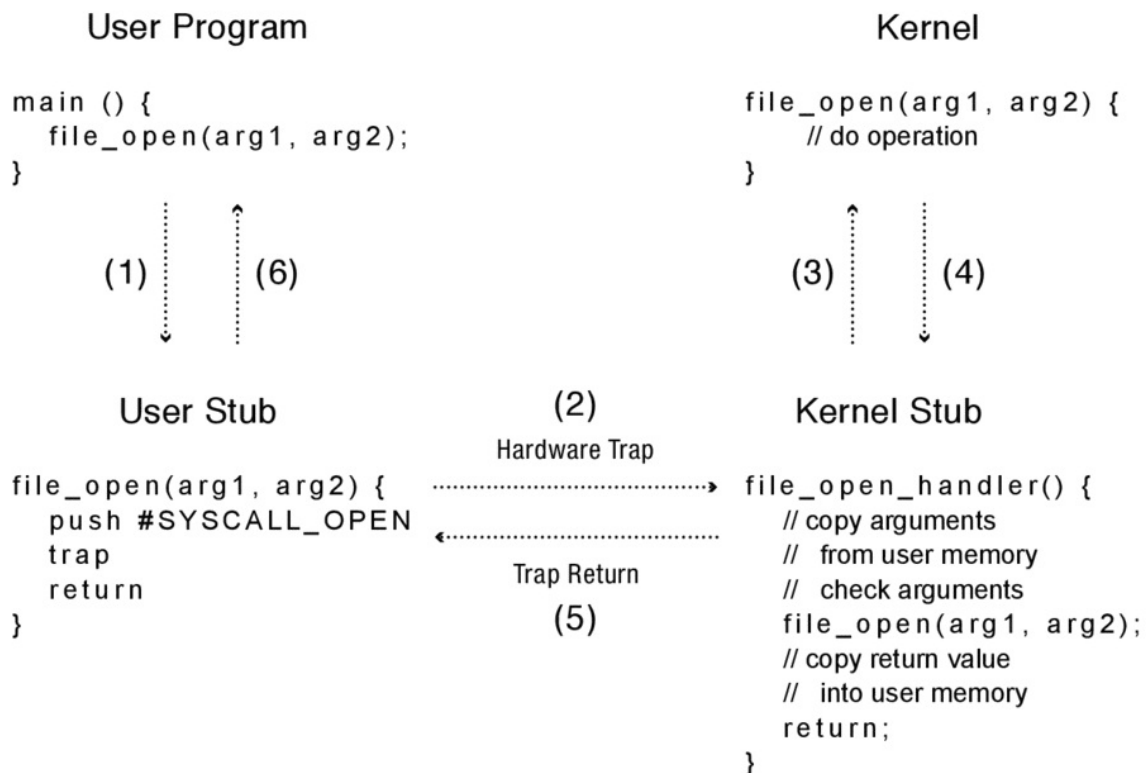 User Program
main () {
file_open(arg1, arg2);
}
(1)
(6)
Kernel
file_open(arg1, arg2) {
// do operation
}
(3)
(4)
User Stub
file_open(arg1, arg2) {
push #SYSCALL_OPEN
trap
return
}
(2)
Hardware Trap
Trap Return
(5)
Kernel Stub
file_open_handler() {
// copy arguments
// from user memory
// check arguments
file_open(arg1, arg2);
// copy return value
// into user memory
return;
}